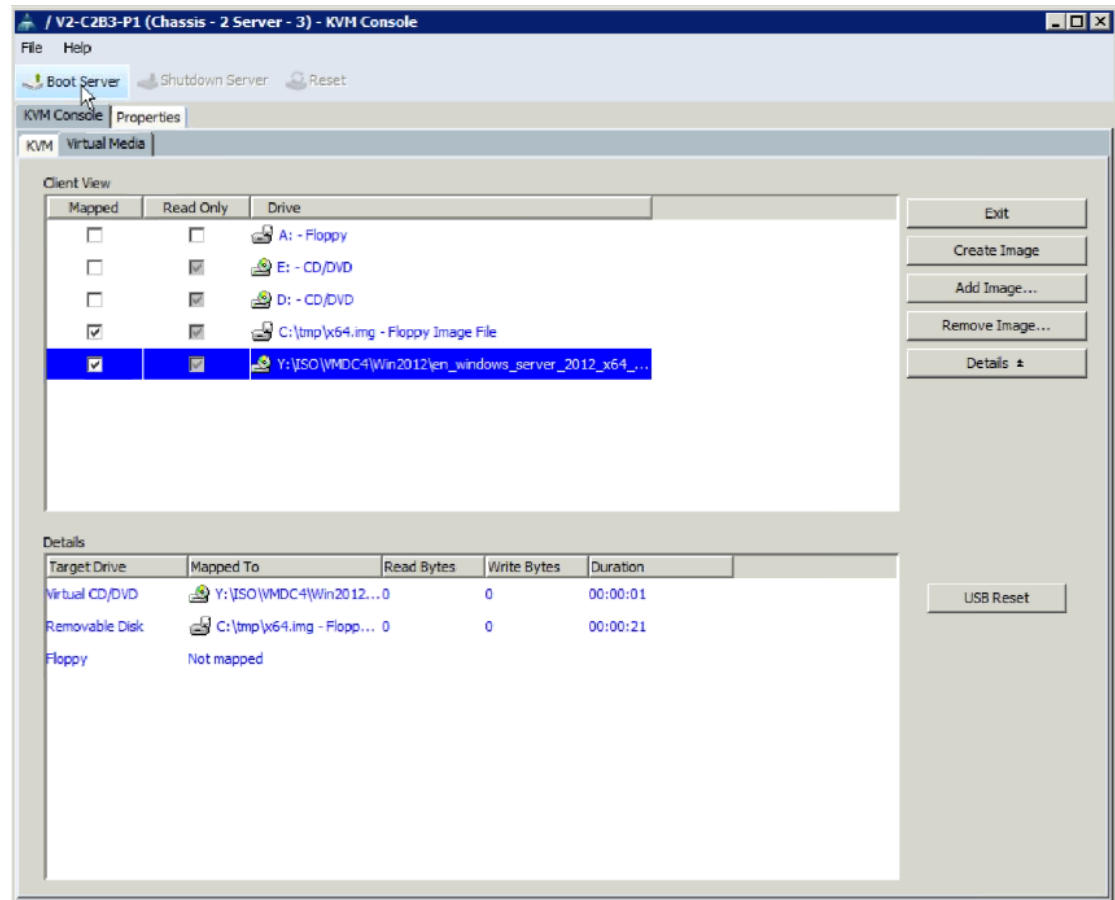 / V2-C2B3-P1 (Chassis - 2 Server - 3) - KVM Console
File Help
Boot Server Shutdown Server Reset
KVM Console Properties
KVM Virtual Media
Client View
Mapped Read Only Drive
Exit
A: - Floppy
Create Image
E: - CD/DVD
Add Image...
D: - CD/DVD
Remove Image...
C:\tmp\x64.img - Floppy Image File
Details
Y:\ISO\VMDC4\Win2012\en_windows_server_2012_x64_...
Details
Target Drive Mapped To Read Bytes Write Bytes Duration
Virtual CD/DVD Y:\ISO\VMDC4\Win2012... 0 0 00:00:01
USB Reset
Removable Disk C:\tmp\x64.img - Flopp... 0 0 00:00:21
Floppy Not mapped